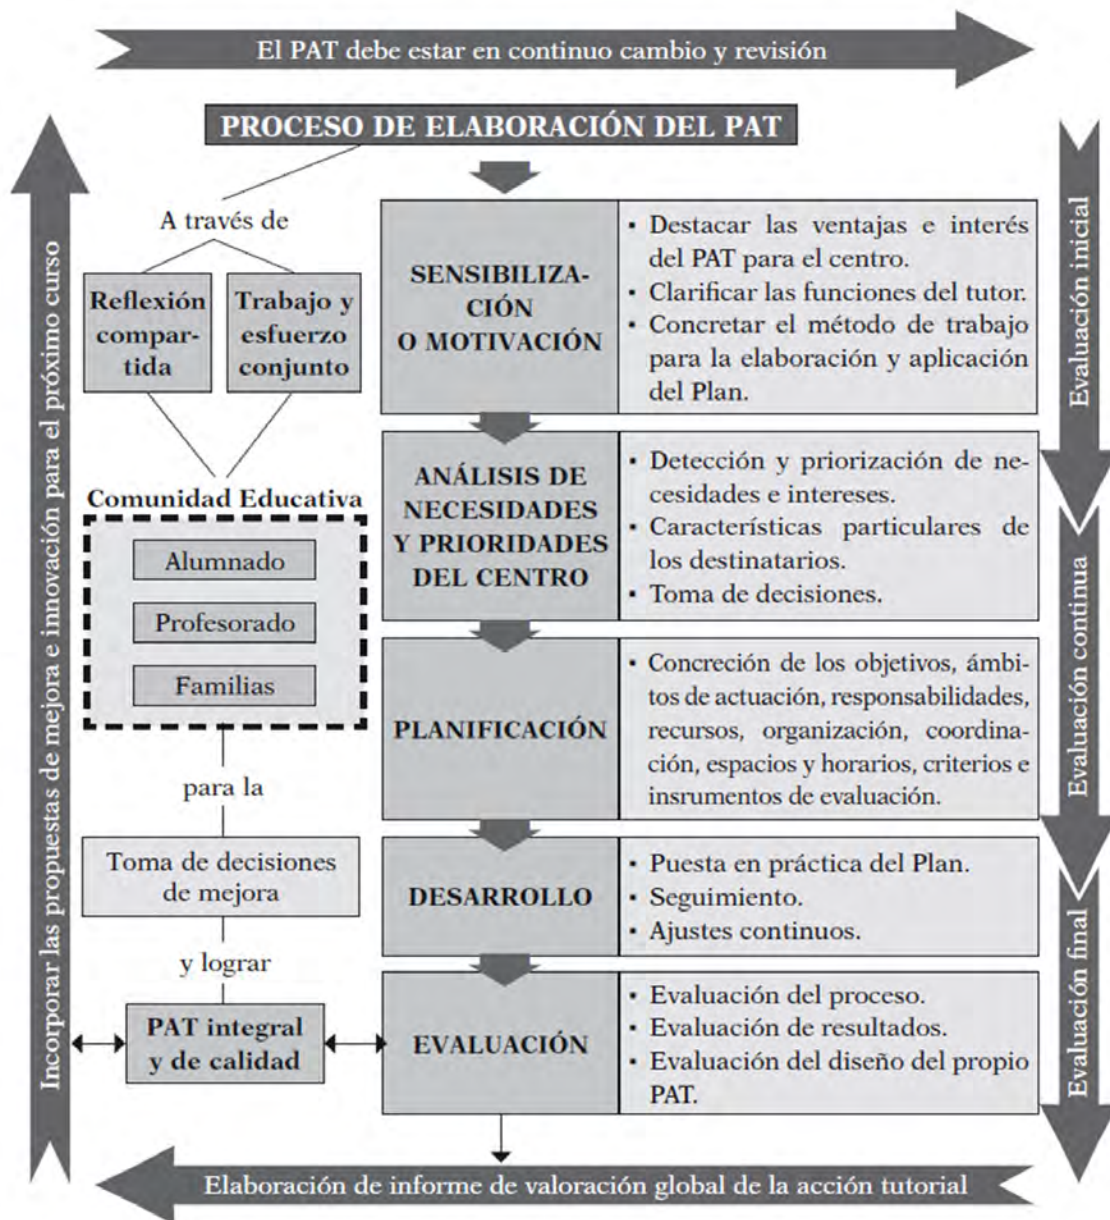 El PAT debe estar en continuo cambio y revisión
PROCESO DE ELABORACIÓN DEL PAT
A través de
Reflexión
compar-
tida
Trabajo y
esfuerzo
conjunto
Comunidad Educativa
Alumnado
Profesorado
Familias
para la
Toma de decisiones
de mejora
y lograr
PAT integral
y de calidad
SENSIBILIZA-
CIÓN
O MOTIVACIÓN
▪ Destacar las ventajas e interés
del PAT para el centro.
▪ Clarificar las funciones del tutor.
▪ Concretar el método de trabajo
para la elaboración y aplicación
del Plan.
ANÁLISIS DE
NECESIDADES
Y PRIORIDADES
DEL CENTRO
▪ Detección y priorización de ne-
cesidades e intereses.
▪ Características particulares de
los destinatarios.
▪ Toma de decisiones.
PLANIFICACIÓN
▪ Concreción de los objetivos, ámbi-
tos de actuación, responsabilidades,
recursos, organización, coordina-
ción, espacios y horarios, criterios e
insrumentos de evaluación.
DESARROLLO
▪ Puesta en práctica del Plan.
▪ Seguimiento.
▪ Ajustes continuos.
EVALUACIÓN
▪ Evaluación del proceso.
▪ Evaluación de resultados.
▪ Evaluación del diseño del propio
PAT.
Evaluación inicial
Evaluación continua
Evaluación final
Elaboración de informe de valoración global de la acción tutorial
Incorporar las propuestas de mejora e innovación para el próximo curso